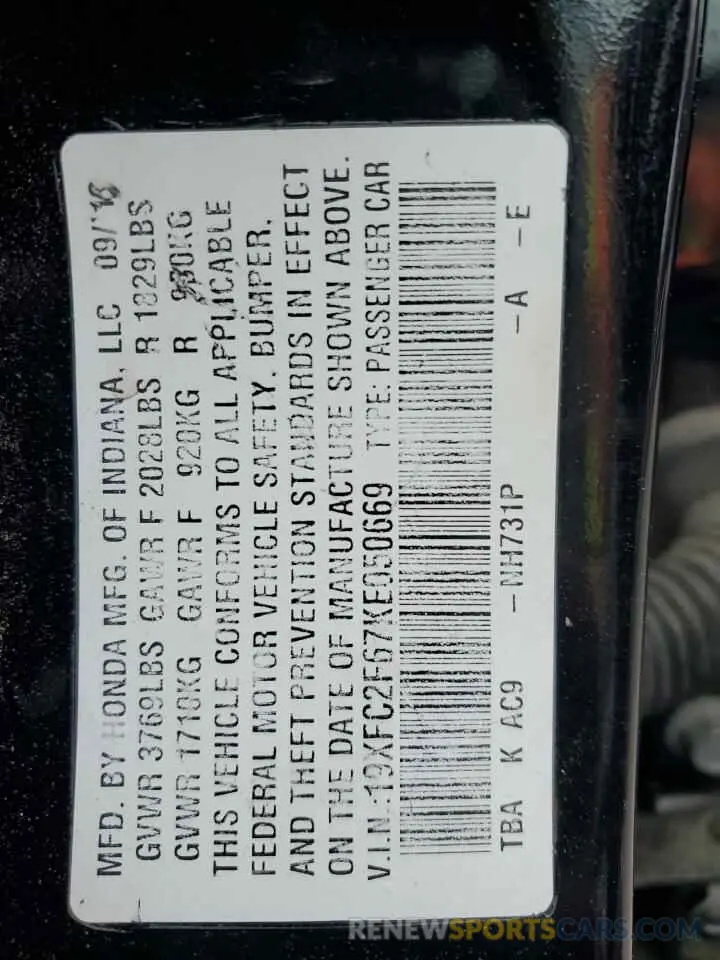 MFD. BY HONDA MFG. OF INDIANA, LLC 09/18
GVWR 3769LBS GAWR F 2028LBS R 1829LBS
GVWR 1710KG GAWR F 920KG R 830KG
THIS VEHICLE CONFORMS TO ALL APPLICABLE
FEDERAL MOTOR VEHICLE SAFETY, BUMPER,
AND THEFT PREVENTION STANDARDS IN EFFECT
ON THE DATE OF MANUFACTURE SHOWN ABOVE.
V.I.N.:19XFC2F67KE050669 TYPE: PASSENGER CAR
TBA K AC9 -NH731P -A -E
RENEWSPORTSCARS.COM